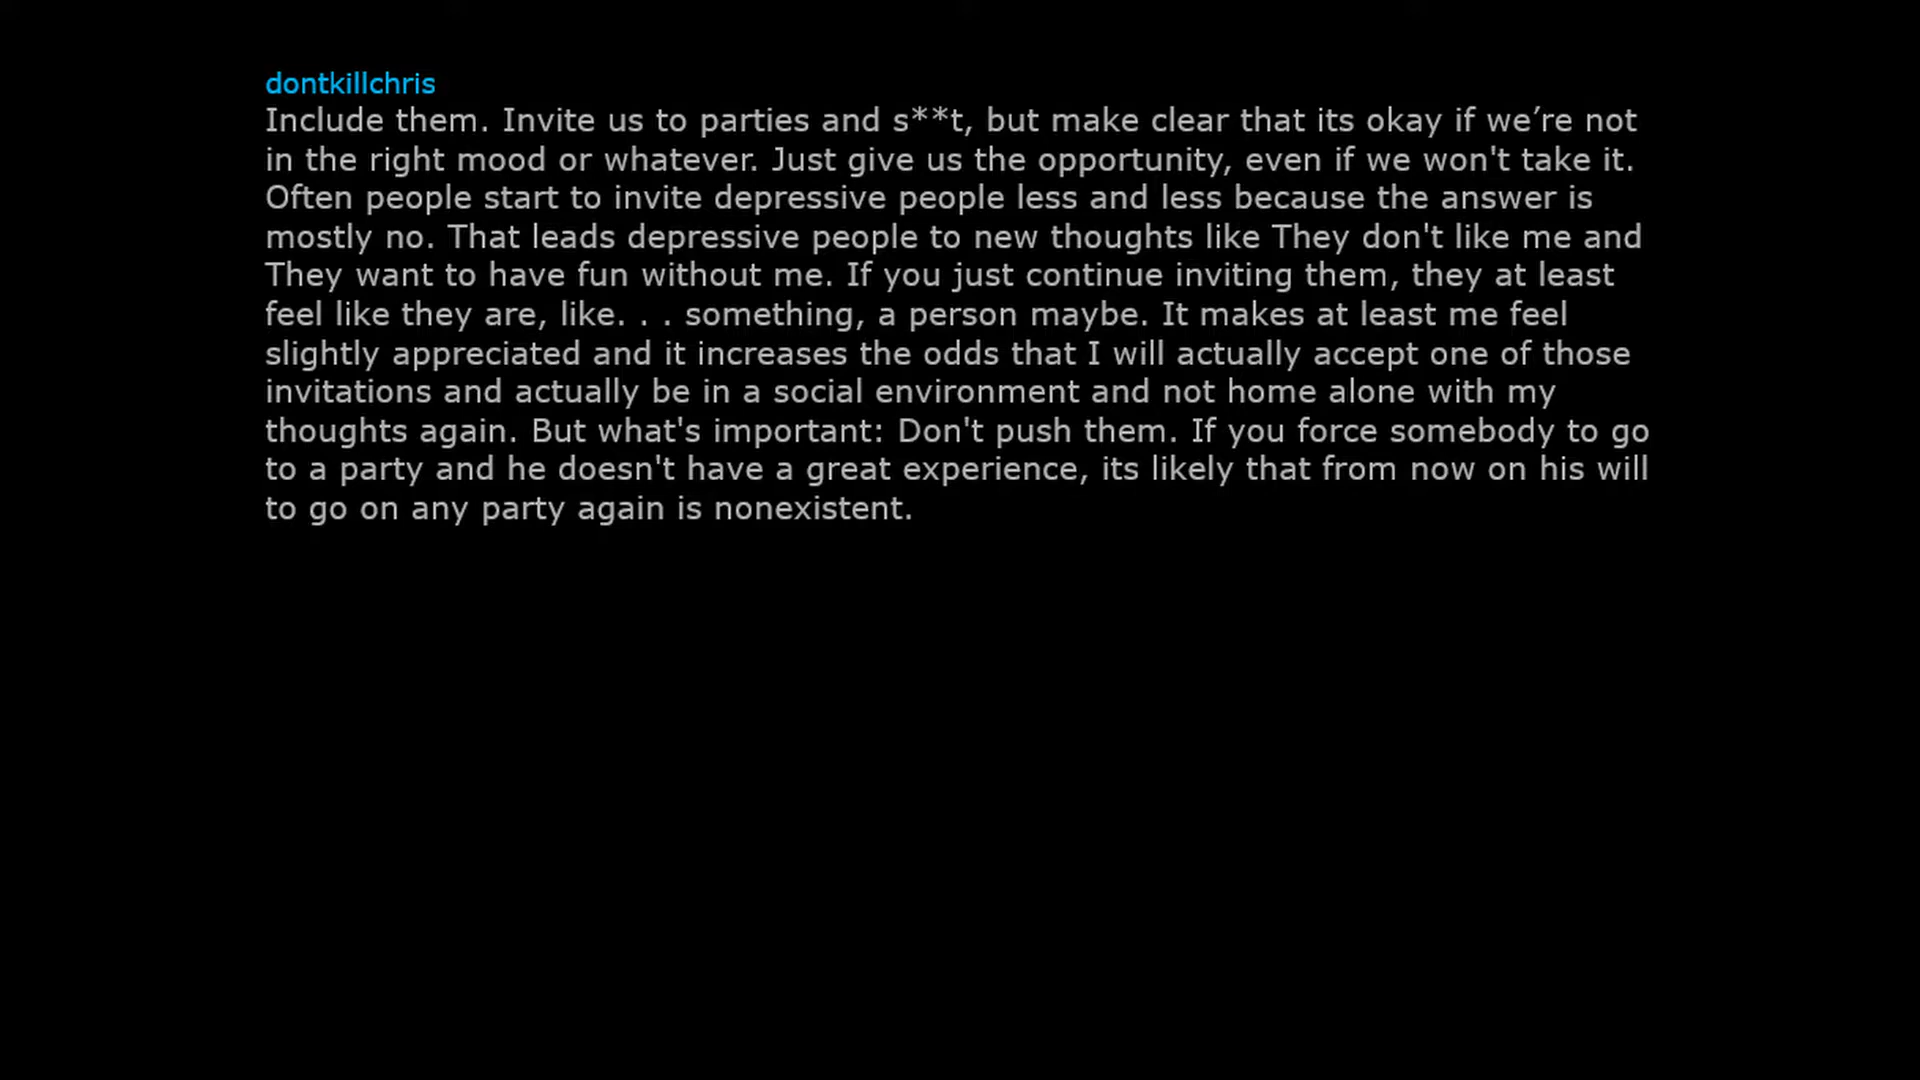 dontkillchris
Include them. Invite us to parties and s**t, but make clear that its okay if we’re not
in the right mood or whatever. Just give us the opportunity, even if we won't take it.
Often people start to invite depressive people less and less because the answer is
mostly no. That leads depressive people to new thoughts like They don't like me and
They want to have fun without me. If you just continue inviting them, they at least
feel like they are, like. . . something, a person maybe. It makes at least me feel
slightly appreciated and it increases the odds that I will actually accept one of those
invitations and actually be in a social environment and not home alone with my
thoughts again. But what's important: Don't push them. If you force somebody to go
to a party and he doesn't have a great experience, its likely that from now on his will
to go on any party again is nonexistent.